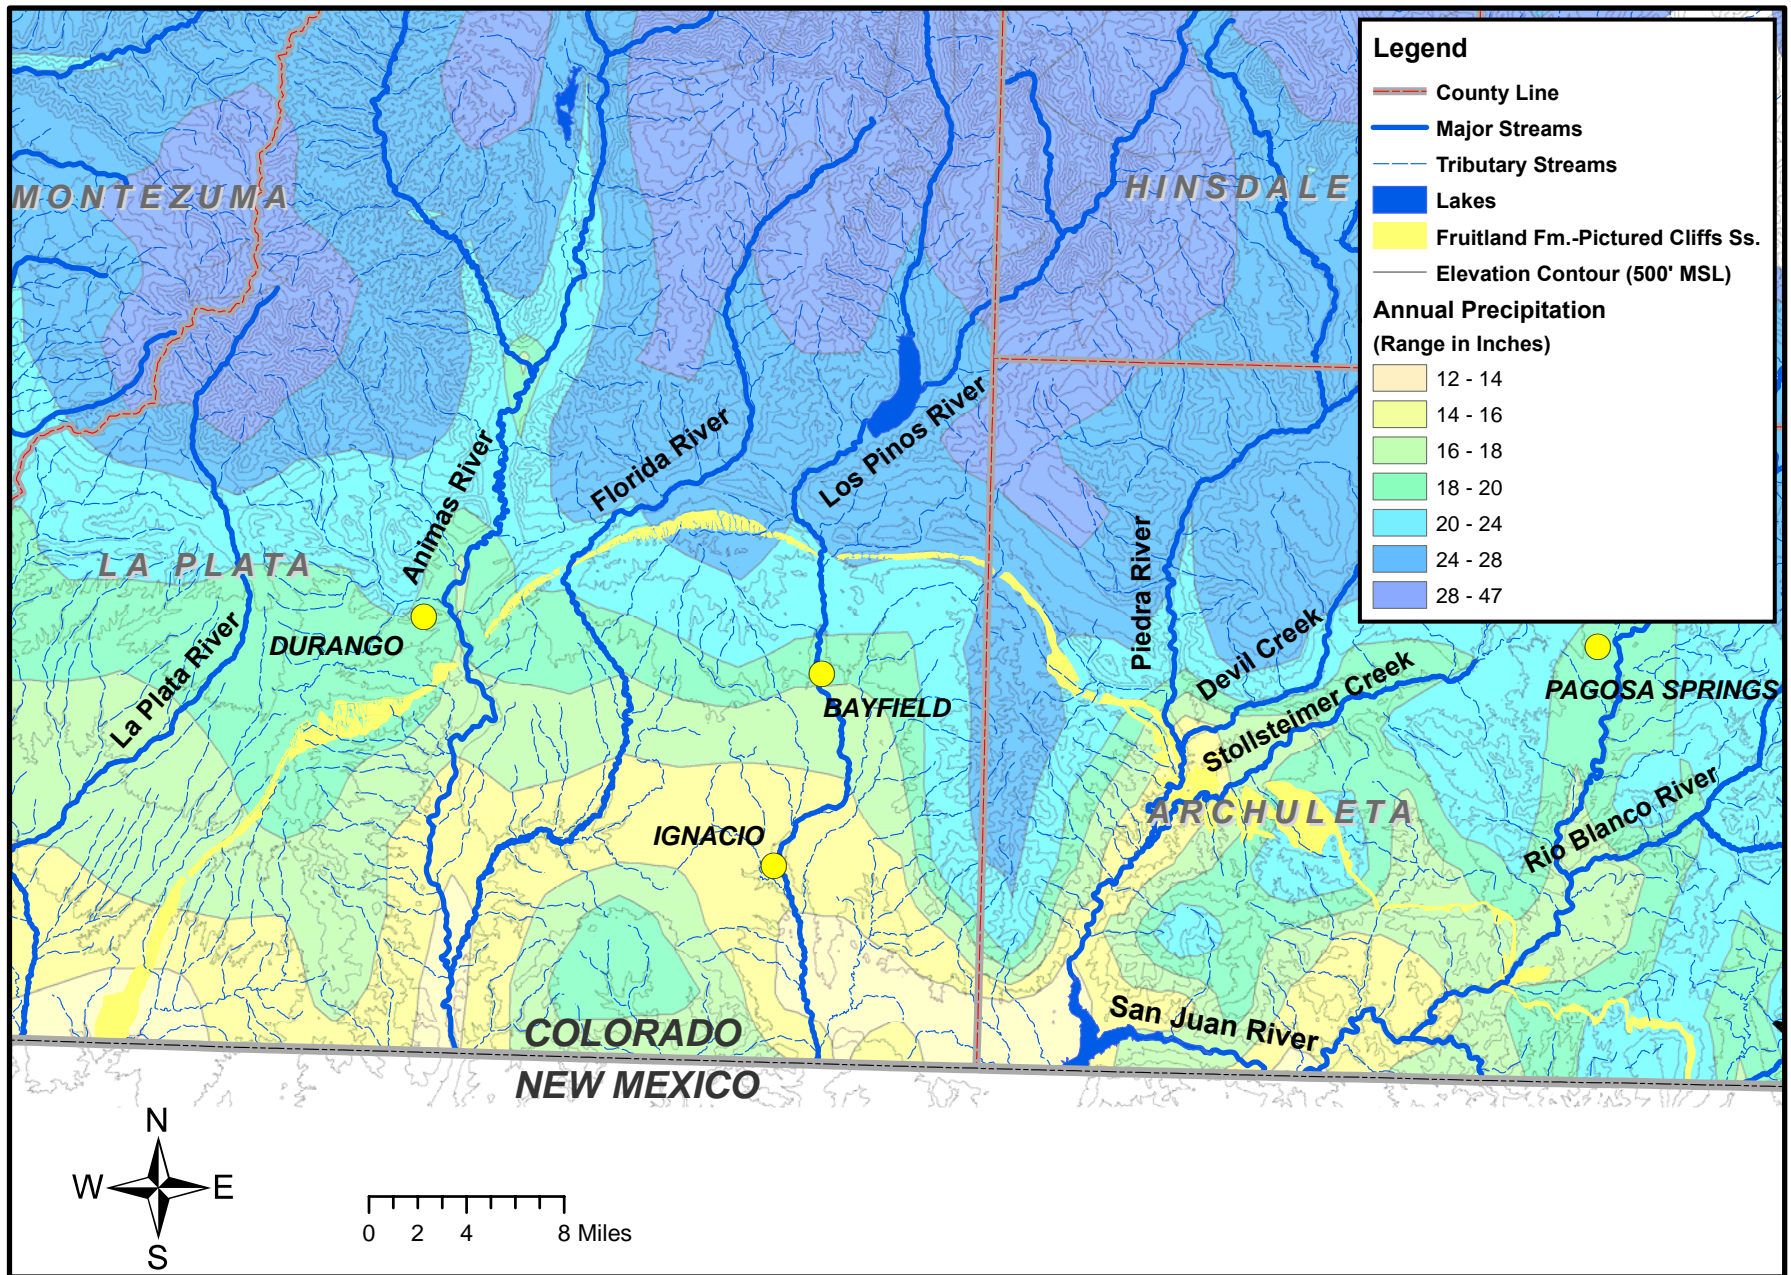 Legend
County Line
Major Streams
Tributary Streams
Lakes
Fruitland Fm.-Pictured Cliffs Ss.
Elevation Contour (500' MSL)
Annual Precipitation
(Range in Inches)
12 - 14
14 - 16
16 - 18
18 - 20
20 - 24
24 - 28
28 - 47
MONTEZUMA
HINSDALE
LA PLATA
ARCHULETA
Animas River
Florida River
Los Pinos River
Piedra River
La Plata River
Devil Creek
Stollsteimer Creek
Rio Blanco River
San Juan River
DURANGO
BAYFIELD
IGNACIO
PAGOSA SPRINGS
COLORADO
NEW MEXICO
N
W E
S
0 2 4 8 Miles